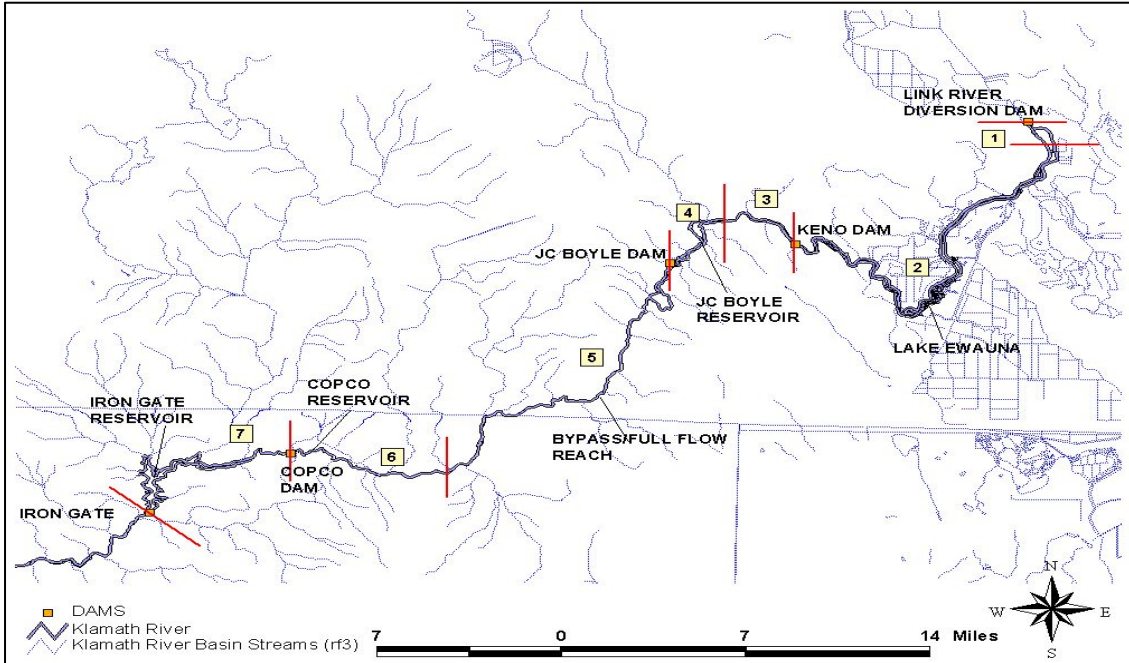 LINK RIVER
DIVERSION DAM
1
3
4
KENO DAM
JC BOYLE DAM
2
JC BOYLE
RESERVOIR
LAKE EWAUNA
5
COPCO
RESERVOIR
IRON GATE
RESERVOIR
7
6
BYPASS/FULL FLOW
REACH
COPCO
DAM
IRON GATE
DAMS
Klamath River
Klamath River Basin Streams (rf3)
7 0 7 14 Miles
N
W E
S